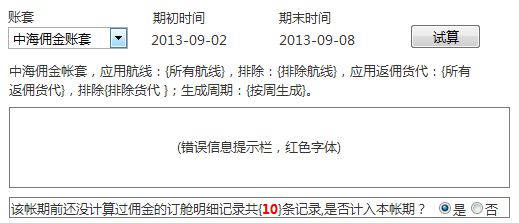 账套 期初时间 期末时间
中海佣金账套 2013-09-02 2013-09-08 试算
中海佣金帐套，应用航线：{所有航线}，排除：{排除航线}，应用返佣货代：{所有
返佣货代}，排除{排除货代 }；生成周期：{按周生成}。
(错误信息提示栏，红色字体)
该帐期前还没计算过佣金的订舱明细记录共{10}条记录,是否计入本帐期？ 是 否